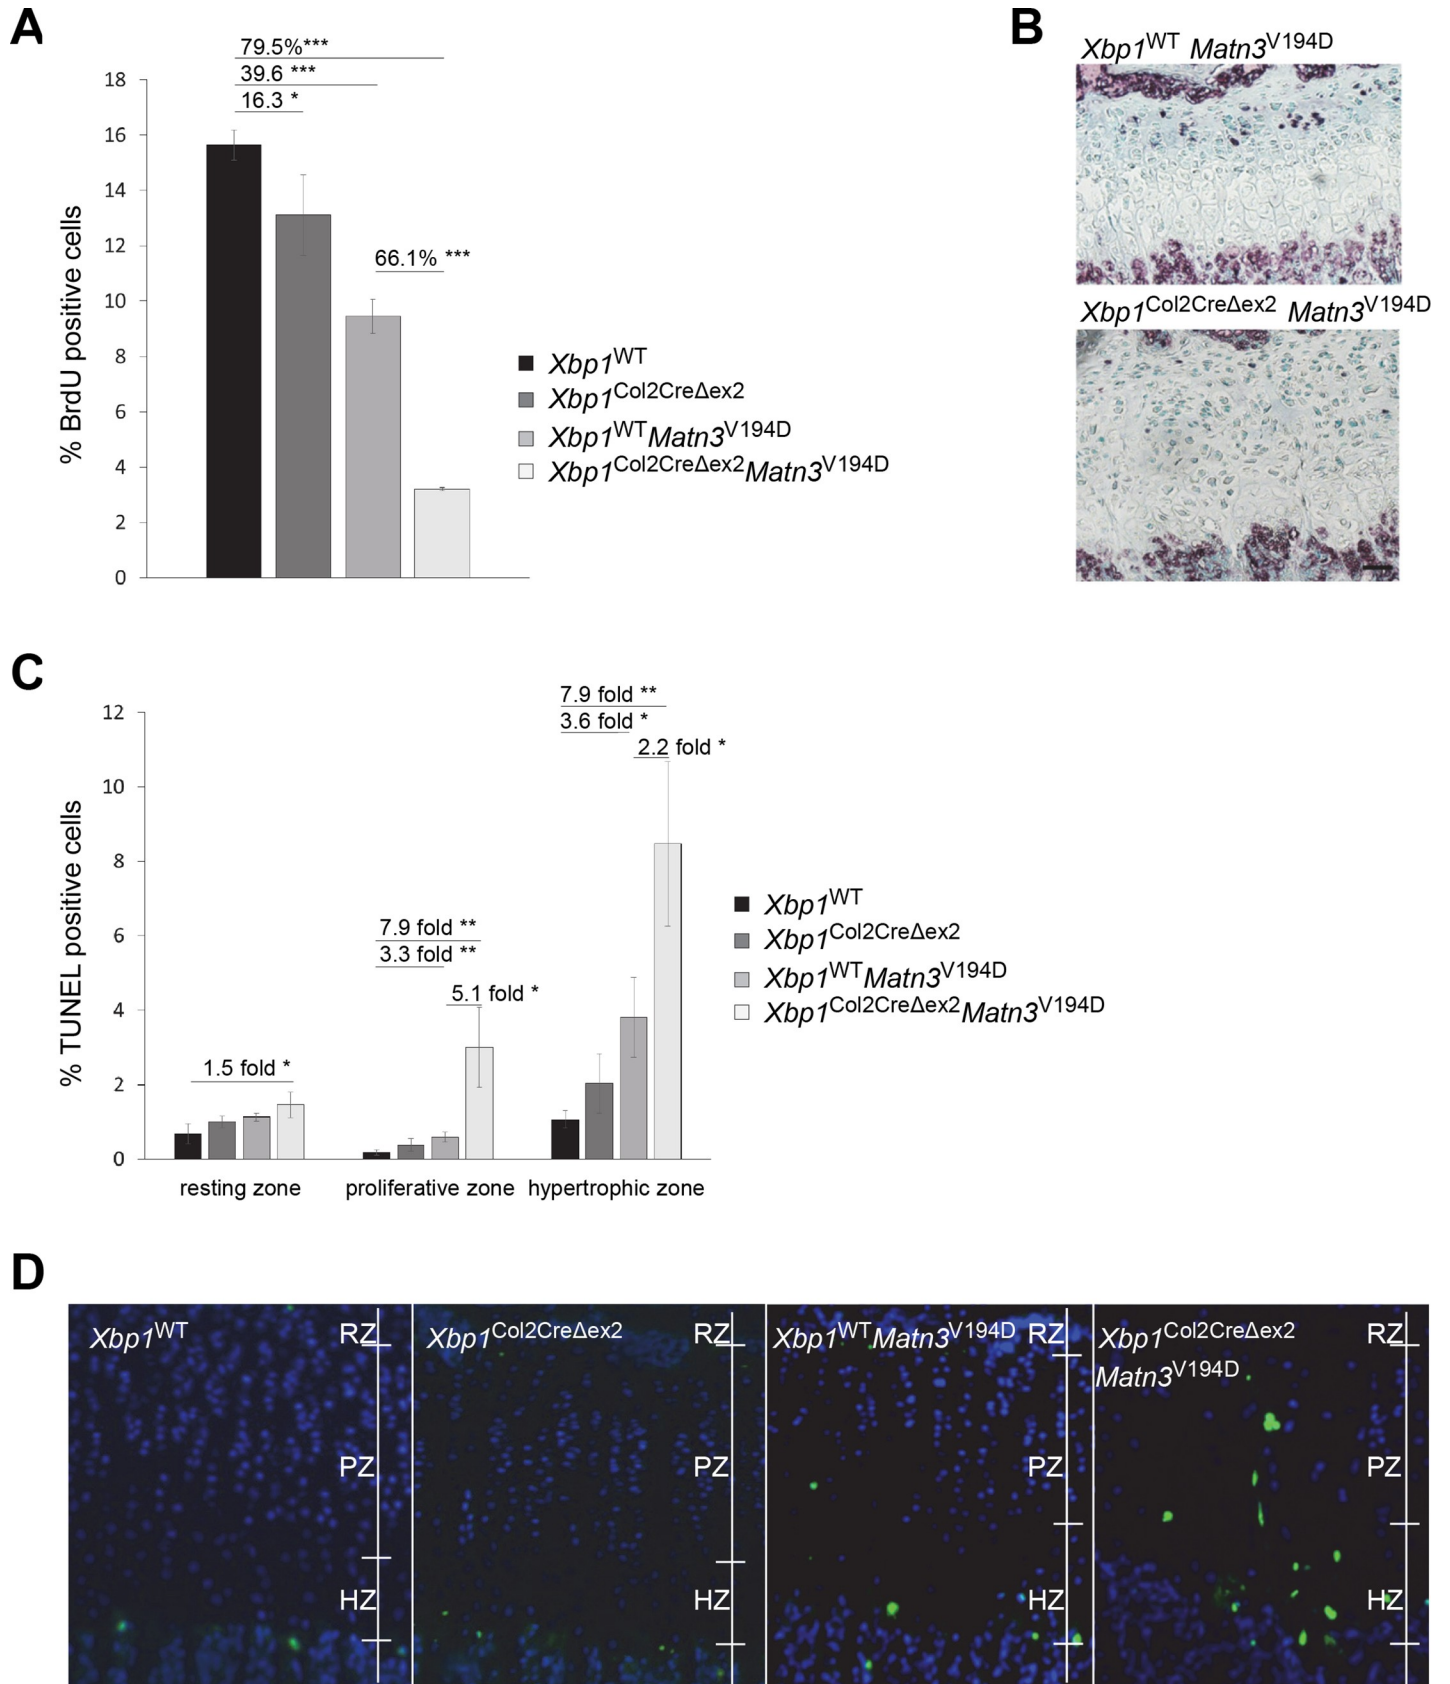 A
79.5%***
39.6 ***
16.3 *
66.1% ***
18
16
14
12
10
8
6
4
2
0
% BrdU positive cells
Xbp1WT
Xbp1Col2CreΔex2
Xbp1WTMatn3V194D
Xbp1Col2CreΔex2Matn3V194D
B
Xbp1WT Matn3V194D
Xbp1Col2CreΔex2 Matn3V194D
C
7.9 fold **
3.6 fold *
2.2 fold *
7.9 fold **
3.3 fold **
5.1 fold *
1.5 fold *
12
10
8
6
4
2
0
% TUNEL positive cells
resting zone
proliferative zone
hypertrophic zone
Xbp1WT
Xbp1Col2CreΔex2
Xbp1WTMatn3V194D
Xbp1Col2CreΔex2Matn3V194D
D
Xbp1WT
RZ
PZ
HZ
Xbp1Col2CreΔex2
RZ
PZ
HZ
Xbp1WTMatn3V194D
RZ
PZ
HZ
Xbp1Col2CreΔex2
Matn3V194D
RZ
PZ
HZ